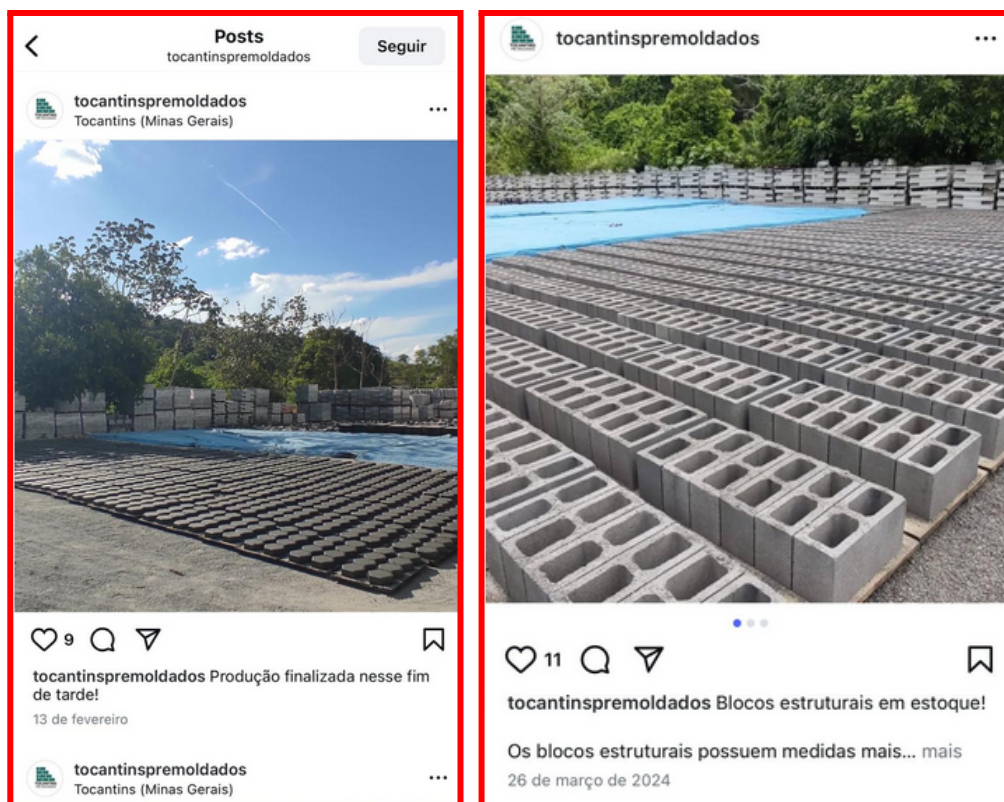 Posts
tocantinspremoldados
Seguir
tocantinspremoldados
Tocantins (Minas Gerais)
9
tocantinspremoldados Produção finalizada nesse fim
de tarde!
13 de fevereiro
tocantinspremoldados
Tocantins (Minas Gerais)
tocantinspremoldados
11
tocantinspremoldados Blocos estruturais em estoque!
Os blocos estruturais possuem medidas mais... mais
26 de março de 2024